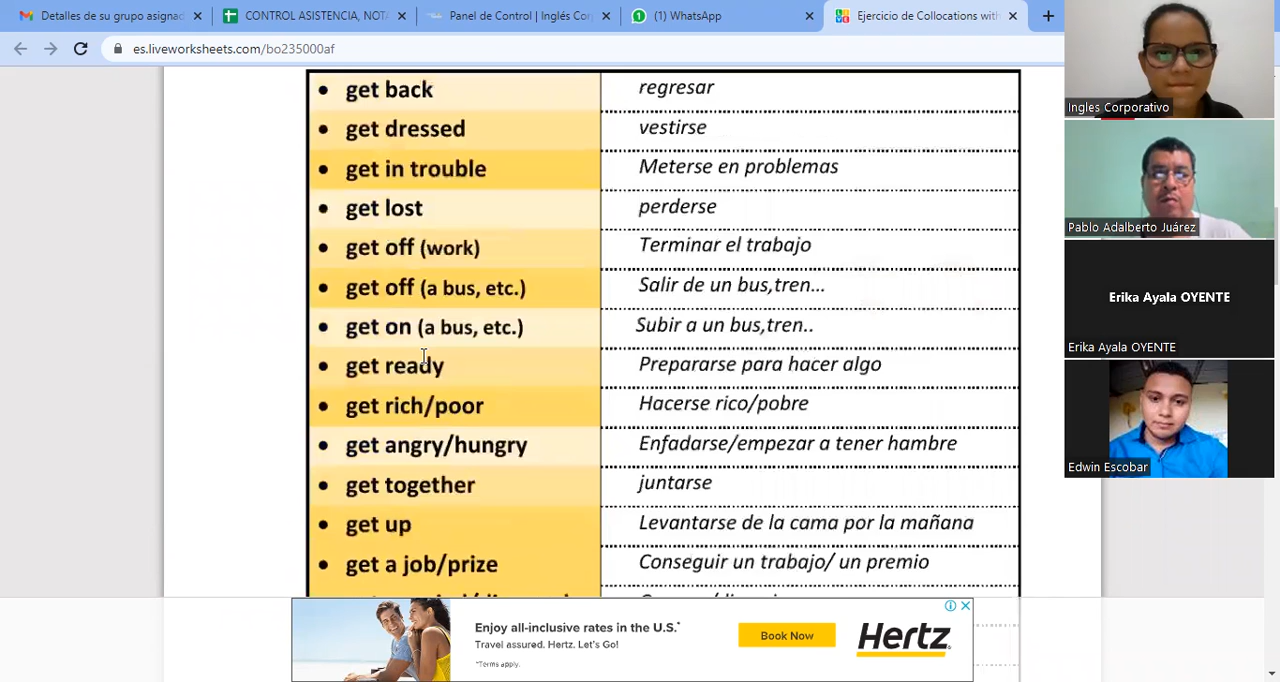 Detalles de su grupo asignad
CONTROL ASISTENCIA, NOTA
Panel de Control | Inglés Corp
(1) WhatsApp
Ejercicio de Collocations with
es.liveworksheets.com/bo235000af
• get back regresar
• get dressed vestirse
• get in trouble Meterse en problemas
• get lost perderse
• get off (work) Terminar el trabajo
• get off (a bus, etc.) Salir de un bus,tren...
• get on (a bus, etc.) Subir a un bus,tren..
• get ready Prepararse para hacer algo
• get rich/poor Hacerse rico/pobre
• get angry/hungry Enfadarse/empezar a tener hambre
• get together juntarse
• get up Levantarse de la cama por la mañana
• get a job/prize Conseguir un trabajo/ un premio
Enjoy all-inclusive rates in the U.S.*
Travel assured. Hertz. Let's Go!
*Terms apply.
Book Now
Hertz
Ingles Corporativo
Pablo Adalberto Juárez
Erika Ayala OYENTE
Erika Ayala OYENTE
Edwin Escobar